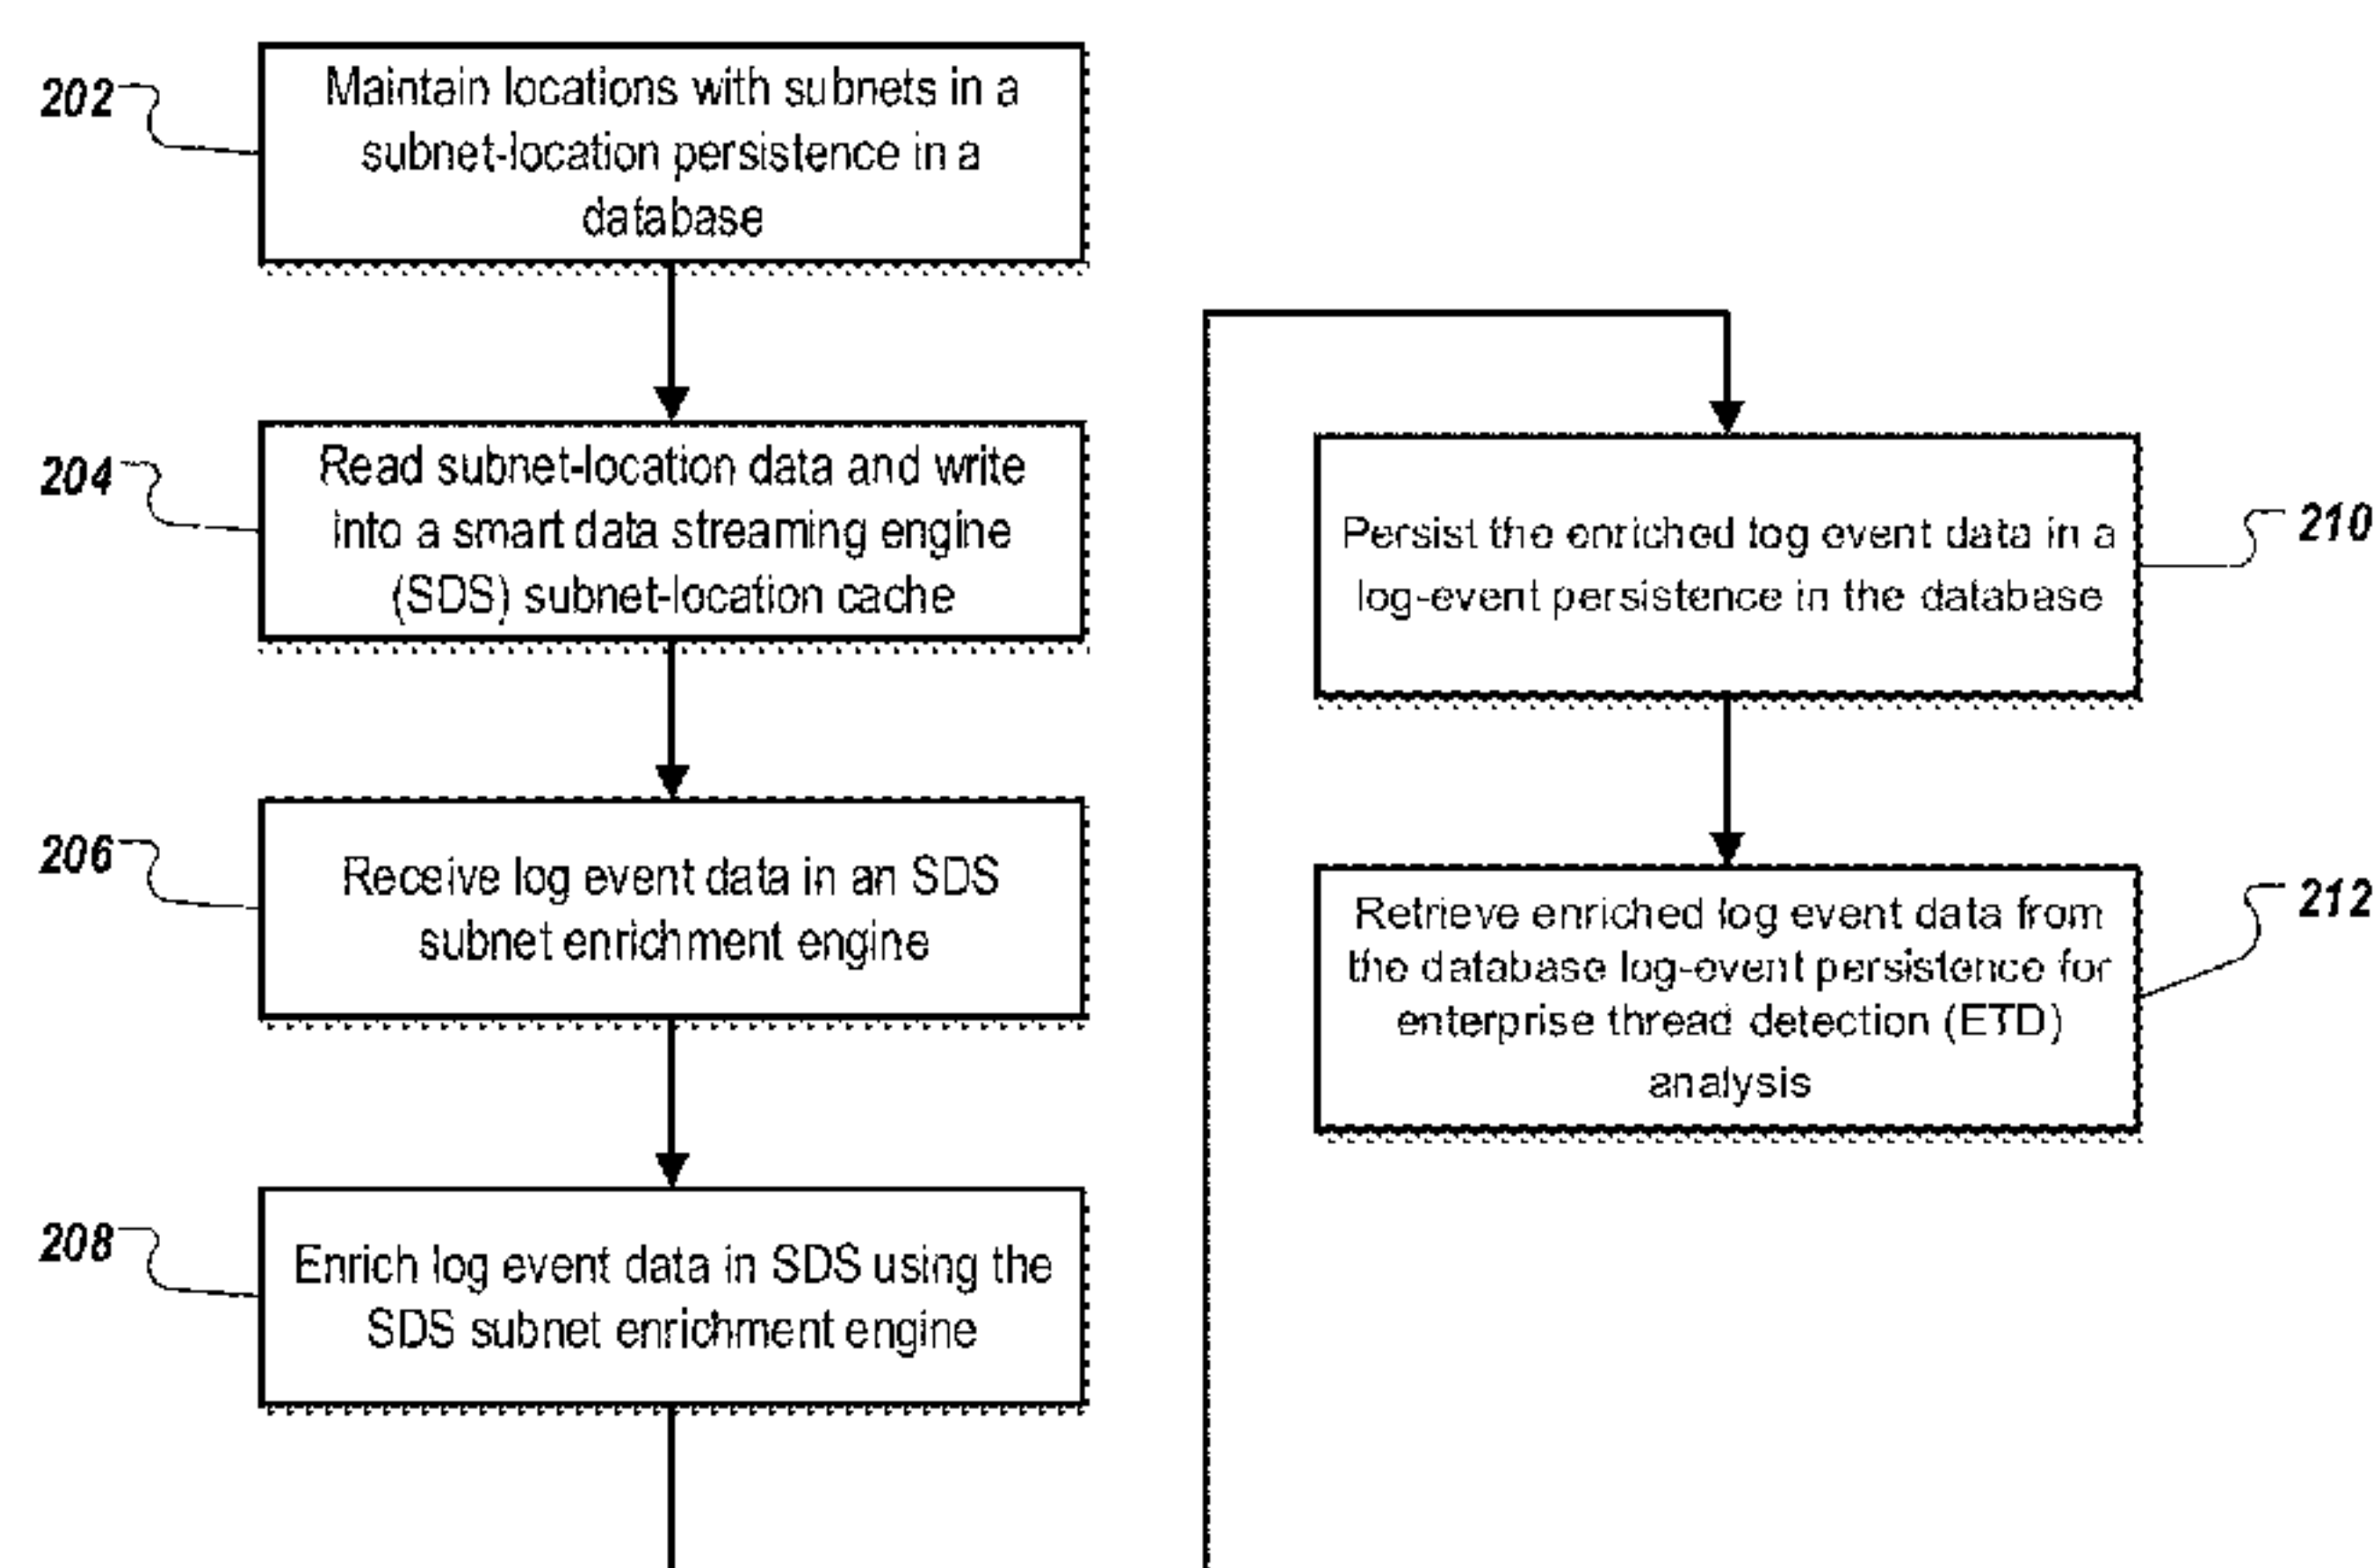 202
Maintain locations with subnets in a
subnet-location persistence in a
database
204
Read subnet-location data and write
into a smart data streaming engine
(SDS) subnet-location cache
206
Receive log event data in an SDS
subnet enrichment engine
208
Enrich log event data in SDS using the
SDS subnet enrichment engine
Persist the enriched log event data in a
log-event persistence in the database
210
Retrieve enriched log event data from
the database log-event persistence for
enterprise thread detection (ETD)
analysis
212